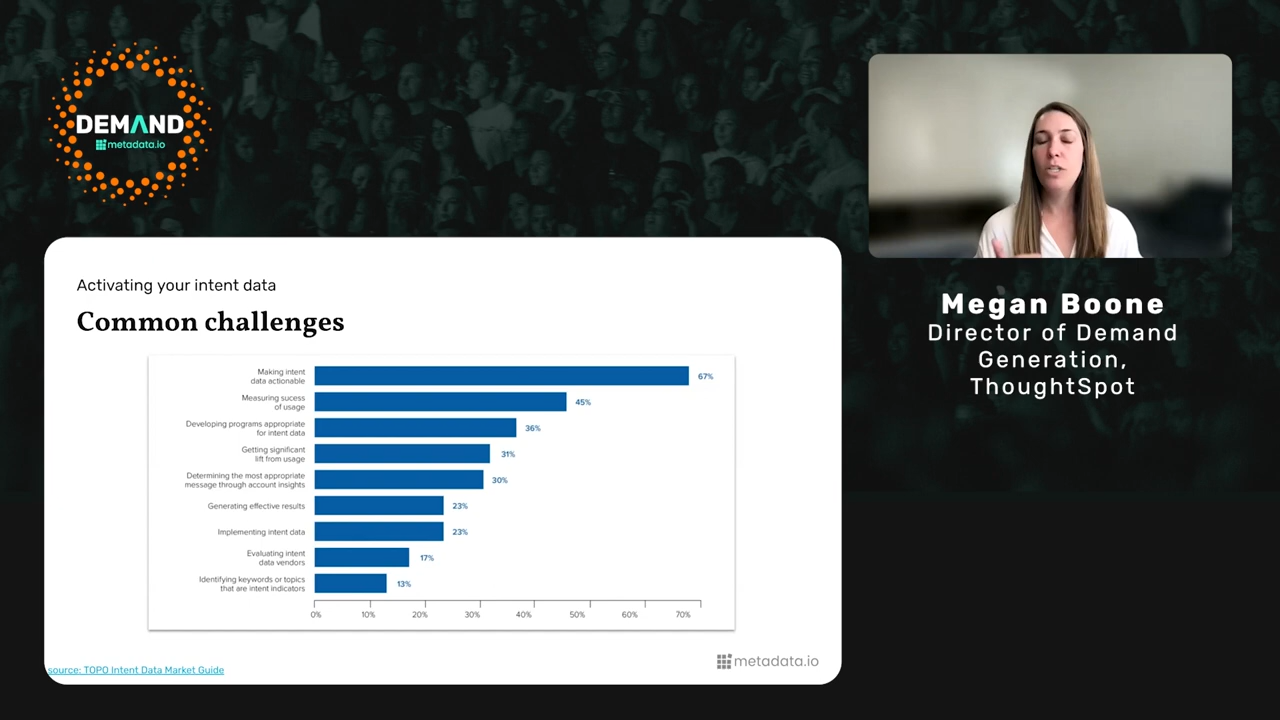 DEMAND
metadata.io
Activating your intent data
Common challenges
Making intent
data actionable
67%
Measuring sucess
of usage
45%
Developing programs appropriate
for intent data
36%
Getting significant
lift from usage
31%
Determining the most appropriate
message through account insights
30%
Generating effective results
23%
Implementing intent data
23%
Evaluating intent
data vendors
17%
Identifying keywords or topics
that are intent indicators
13%
0% 10% 20% 30% 40% 50% 60% 70%
source: TOPO Intent Data Market Guide
metadata.io
Megan Boone
Director of Demand
Generation,
ThoughtSpot